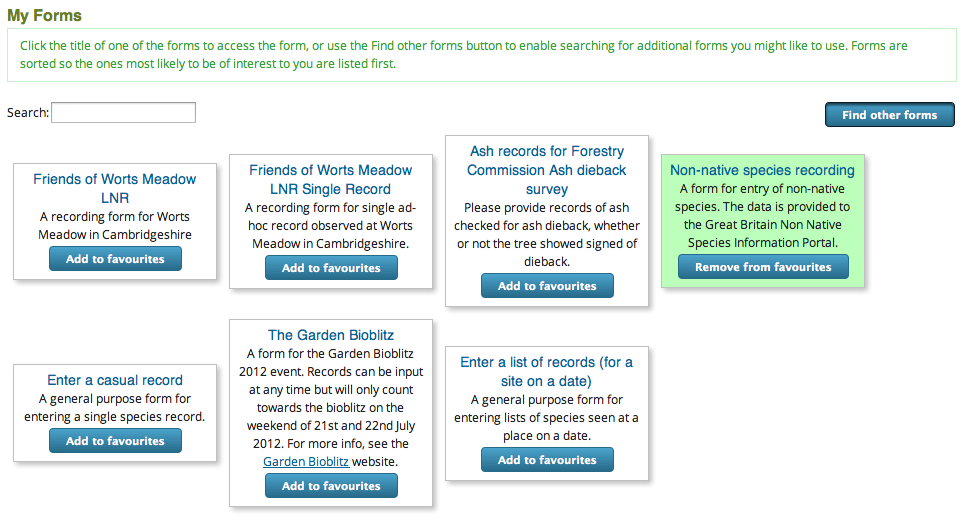 My Forms
Click the title of one of the forms to access the form, or use the Find other forms button to enable searching for additional forms you might like to use. Forms are
sorted so the ones most likely to be of interest to you are listed first.
Search:
Find other forms
Friends of Worts Meadow
LNR
A recording form for Worts
Meadow in Cambridgeshire
Add to favourites
Friends of Worts Meadow
LNR Single Record
A recording form for single ad-
hoc record observed at Worts
Meadow in Cambridgeshire.
Add to favourites
Ash records for Forestry
Commission Ash dieback
survey
Please provide records of ash
checked for ash dieback, whether
or not the tree showed signed of
dieback.
Add to favourites
Non-native species recording
A form for entry of non-native
species. The data is provided to
the Great Britain Non Native
Species Information Portal.
Remove from favourites
Enter a casual record
A general purpose form for
entering a single species record.
Add to favourites
The Garden Bioblitz
A form for the Garden Bioblitz
2012 event. Records can be input
at any time but will only count
towards the bioblitz on the
weekend of 21st and 22nd July
2012. For more info, see the
Garden Bioblitz website.
Add to favourites
Enter a list of records (for a
site on a date)
A general purpose form for
entering lists of species seen at a
place on a date.
Add to favourites